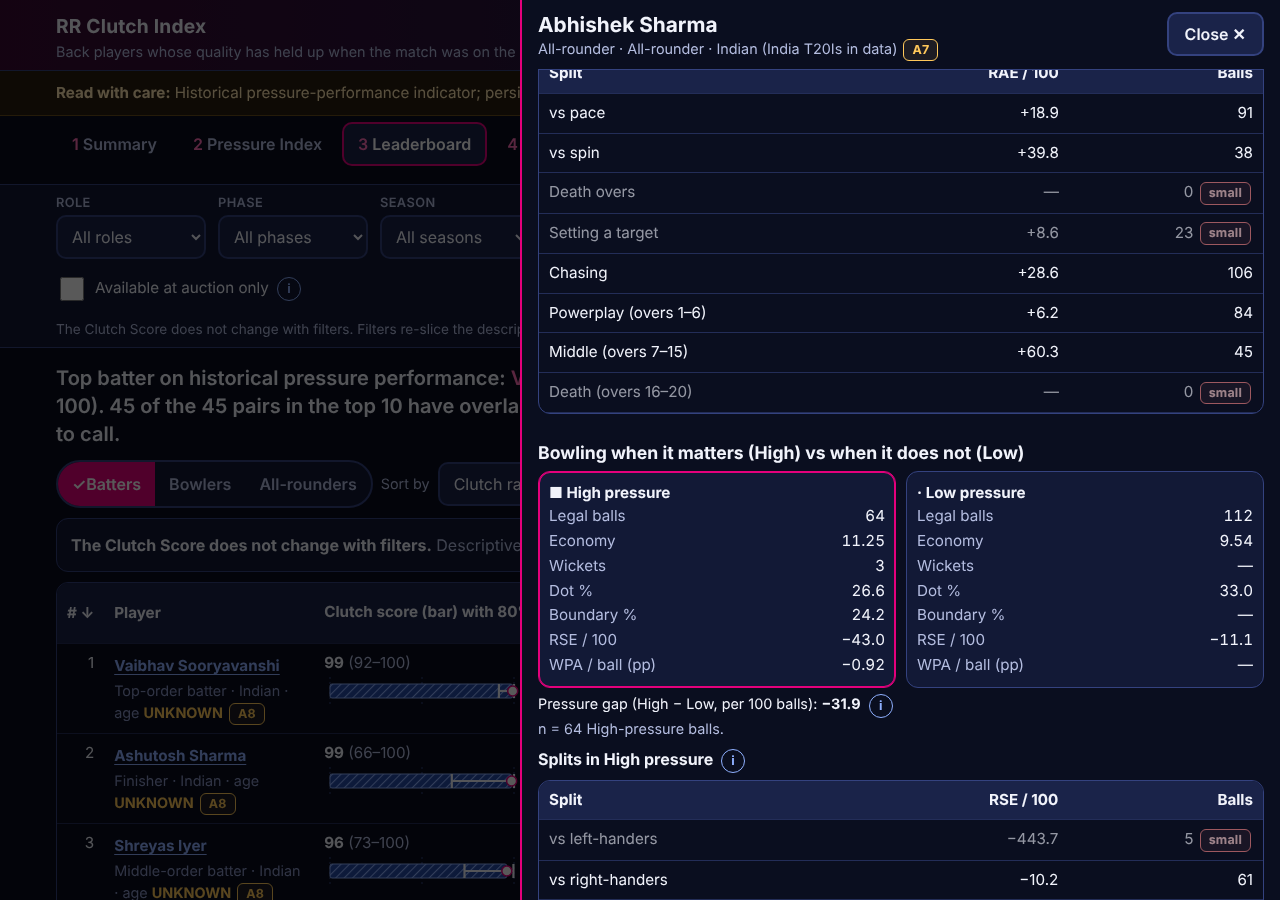 RR Clutch Index
Back players whose quality has held up when the match was on the
Read with care: Historical pressure-performance indicator;
1 Summary 2 Pressure Index 3 Leaderboard 4
ROLE PHASE SEASON
All roles All phases All seasons
Available at auction only i
The Clutch Score does not change with filters. Filters re-slice the
Top batter on historical pressure performance:
100). 45 of the 45 pairs in the top 10 have
to call.
✓Batters Bowlers All-rounders Sort by Clutch
The Clutch Score does not change with filters. Descriptive
# ↓ Player Clutch score (bar) with
1 Vaibhav Sooryavanshi 99 (92–100)
Top-order batter · Indian ·
age UNKNOWN A8
2 Ashutosh Sharma 99 (66–100)
Finisher · Indian · age
UNKNOWN A8
3 Shreyas Iyer 96 (73–100)
Middle-order batter · Indian
· age UNKNOWN A8
Abhishek Sharma
All-rounder · All-rounder · Indian (India T20Is in data) A7
Close ✕
Split RAE / 100 Balls
vs pace +18.9 91
vs spin +39.8 38
Death overs — 0 small
Setting a target +8.6 23 small
Chasing +28.6 106
Powerplay (overs 1–6) +6.2 84
Middle (overs 7–15) +60.3 45
Death (overs 16–20) — 0 small
Bowling when it matters (High) vs when it does not (Low)
■ High pressure
Legal balls 64
Economy 11.25
Wickets 3
Dot % 26.6
Boundary % 24.2
RSE / 100 −43.0
WPA / ball (pp) −0.92
· Low pressure
Legal balls 112
Economy 9.54
Wickets —
Dot % 33.0
Boundary % —
RSE / 100 −11.1
WPA / ball (pp) —
Pressure gap (High − Low, per 100 balls): −31.9 i
n = 64 High-pressure balls.
Splits in High pressure i
Split RSE / 100 Balls
vs left-handers −443.7 5 small
vs right-handers −10.2 61